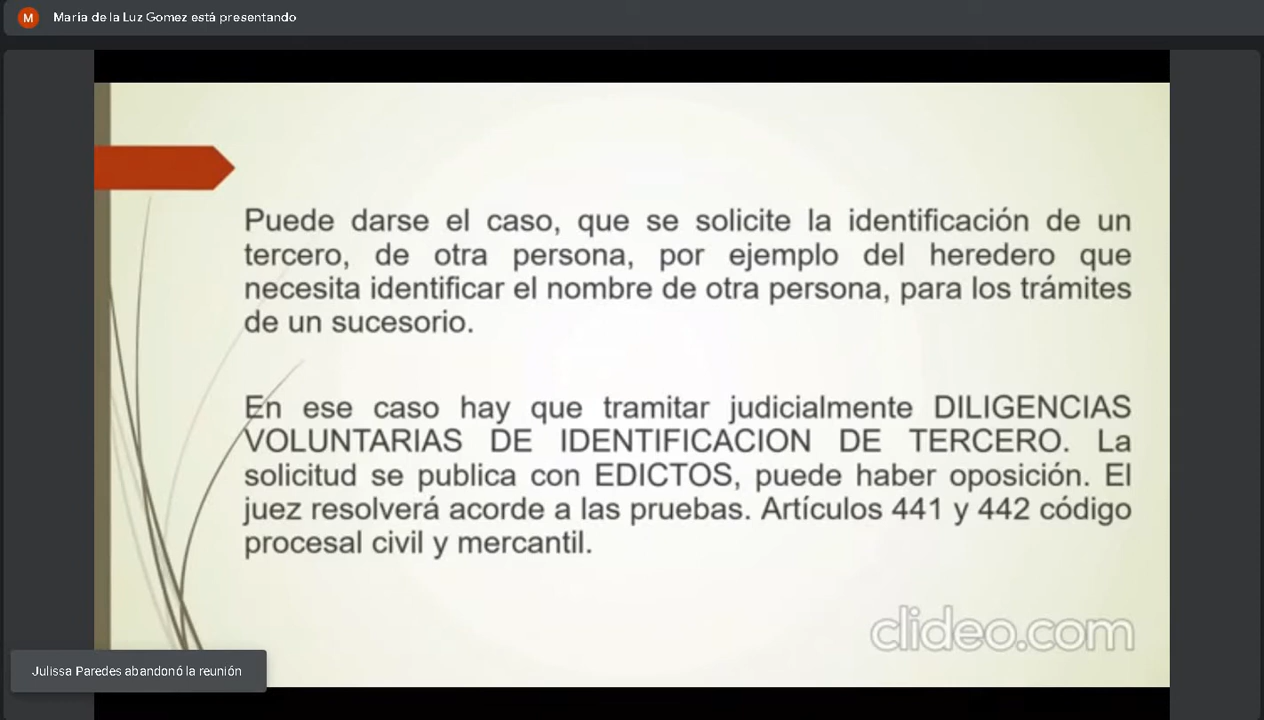 M
Maria de la Luz Gomez está presentando
Puede darse el caso, que se solicite la identificación de un
tercero, de otra persona, por ejemplo del heredero que
necesita identificar el nombre de otra persona, para los trámites
de un sucesorio.
En ese caso hay que tramitar judicialmente DILIGENCIAS
VOLUNTARIAS DE IDENTIFICACION DE TERCERO. La
solicitud se publica con EDICTOS, puede haber oposición. El
juez resolverá acorde a las pruebas. Artículos 441 y 442 código
procesal civil y mercantil.
clideo.com
Julissa Paredes abandonó la reunión